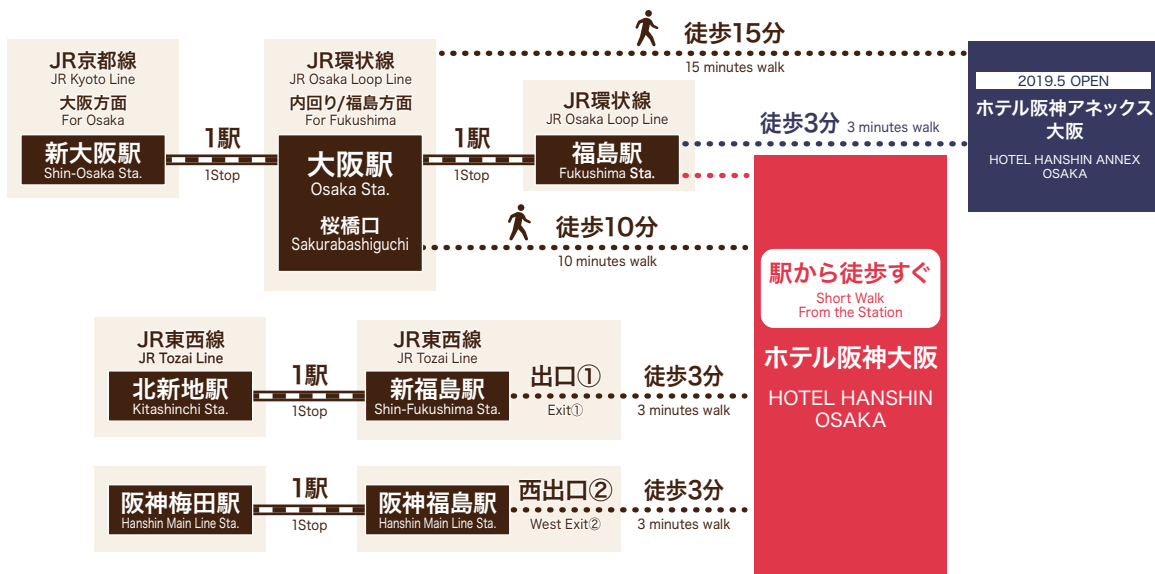 徒歩15分
15 minutes walk
JR京都線
JR Kyoto Line
大阪方面
For Osaka
新大阪駅
Shin-Osaka Sta.
1駅
1Stop
JR環状線
JR Osaka Loop Line
内回り/福島方面
For Fukushima
大阪駅
Osaka Sta.
桜橋口
Sakurabashiguchi
1駅
1Stop
JR環状線
JR Osaka Loop Line
福島駅
Fukushima Sta.
徒歩3分 3 minutes walk
2019.5 OPEN
ホテル阪神アネックス
大阪
HOTEL HANSHIN ANNEX
OSAKA
徒歩10分
10 minutes walk
駅から徒歩すぐ
Short Walk
From the Station
ホテル阪神大阪
HOTEL HANSHIN
OSAKA
JR東西線
JR Tozai Line
北新地駅
Kitashinchi Sta.
1駅
1Stop
JR東西線
JR Tozai Line
新福島駅
Shin-Fukushima Sta.
出口①
Exit①
徒歩3分
3 minutes walk
阪神梅田駅
Hanshin Main Line Sta.
1駅
1Stop
阪神福島駅
Hanshin Main Line Sta.
西出口②
West Exit②
徒歩3分
3 minutes walk